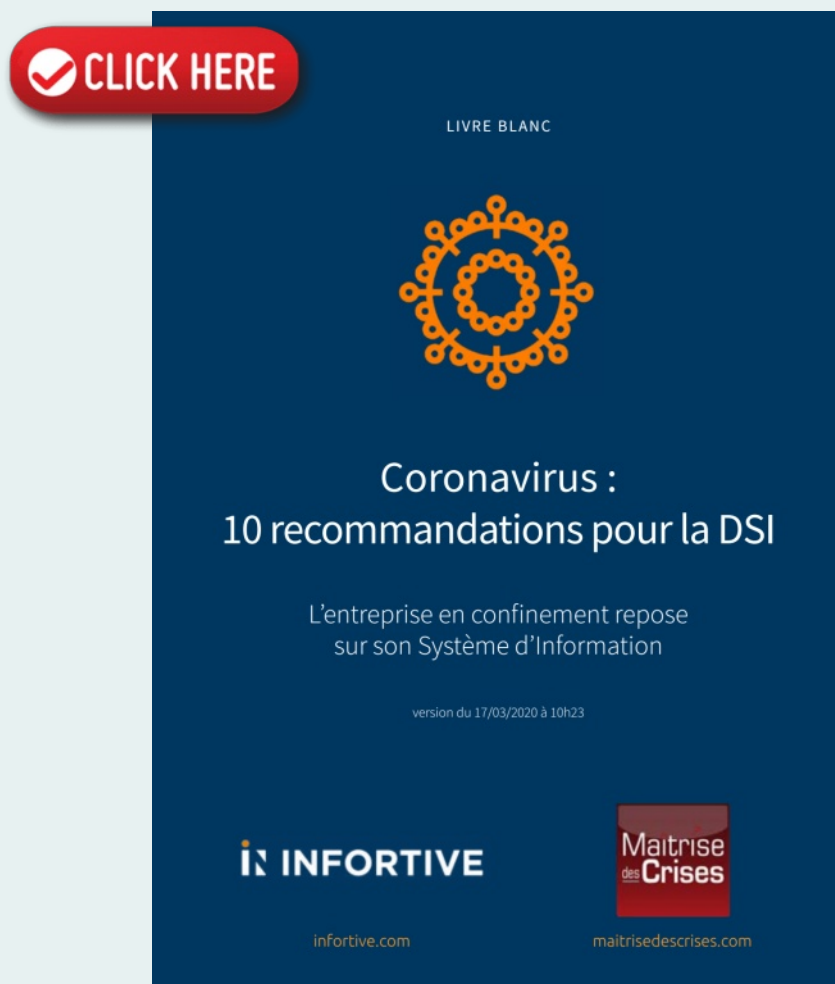 CLICK HERE
LIVRE BLANC
Coronavirus :
10 recommandations pour la DSI
L'entreprise en confinement repose
sur son Système d'Information
version du 17/03/2020 à 10h23
INFORTIVE
Maitrise
des Crises
infortive.com
maitrisedescrises.com